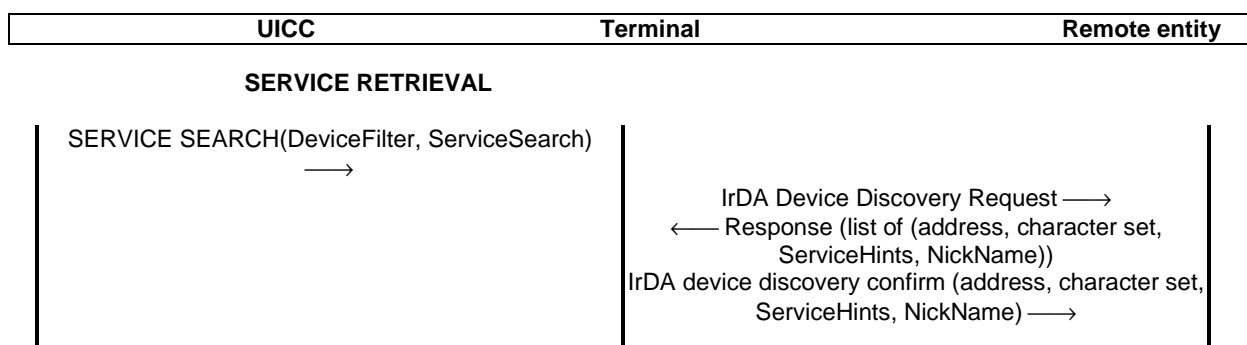 UICC Terminal Remote entity
SERVICE RETRIEVAL
SERVICE SEARCH(DeviceFilter, ServiceSearch)
⟶
IrDA Device Discovery Request ⟶
⟵ Response (list of (address, character set,
ServiceHints, NickName))
IrDA device discovery confirm (address, character set,
ServiceHints, NickName) ⟶